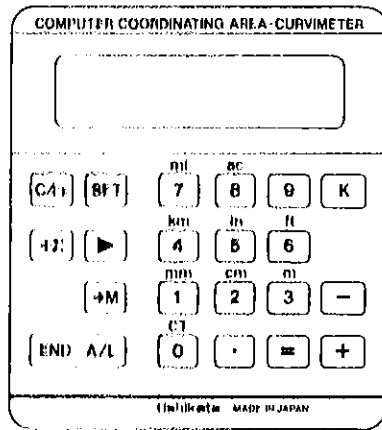 COMPUTER COORDINATING AREA-CURVIMETER
mi ac
7 8 9 K
km in ft
4 5 6
mm cm m
→M 1 2 3 −
END A/L 0 · = +
MADE IN JAPAN